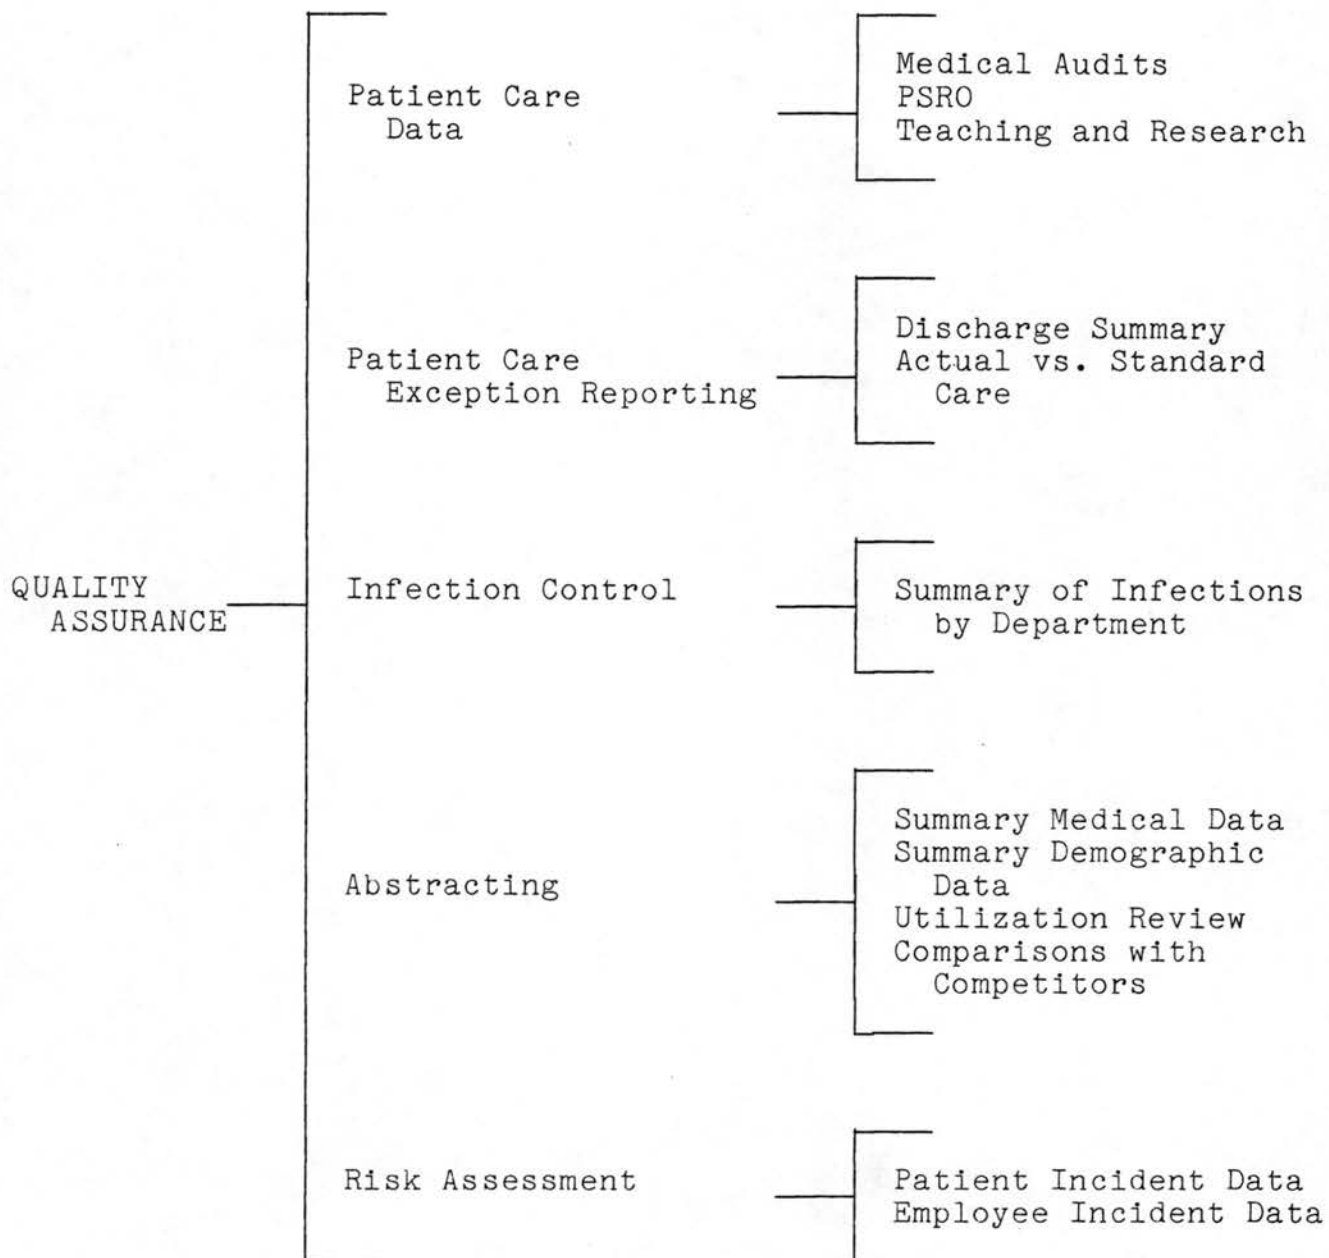 QUALITY
ASSURANCE
Patient Care
Data
Medical Audits
PSRO
Teaching and Research
Patient Care
Exception Reporting
Discharge Summary
Actual vs. Standard
Care
Infection Control
Summary of Infections
by Department
Abstracting
Summary Medical Data
Summary Demographic
Data
Utilization Review
Comparisons with
Competitors
Risk Assessment
Patient Incident Data
Employee Incident Data